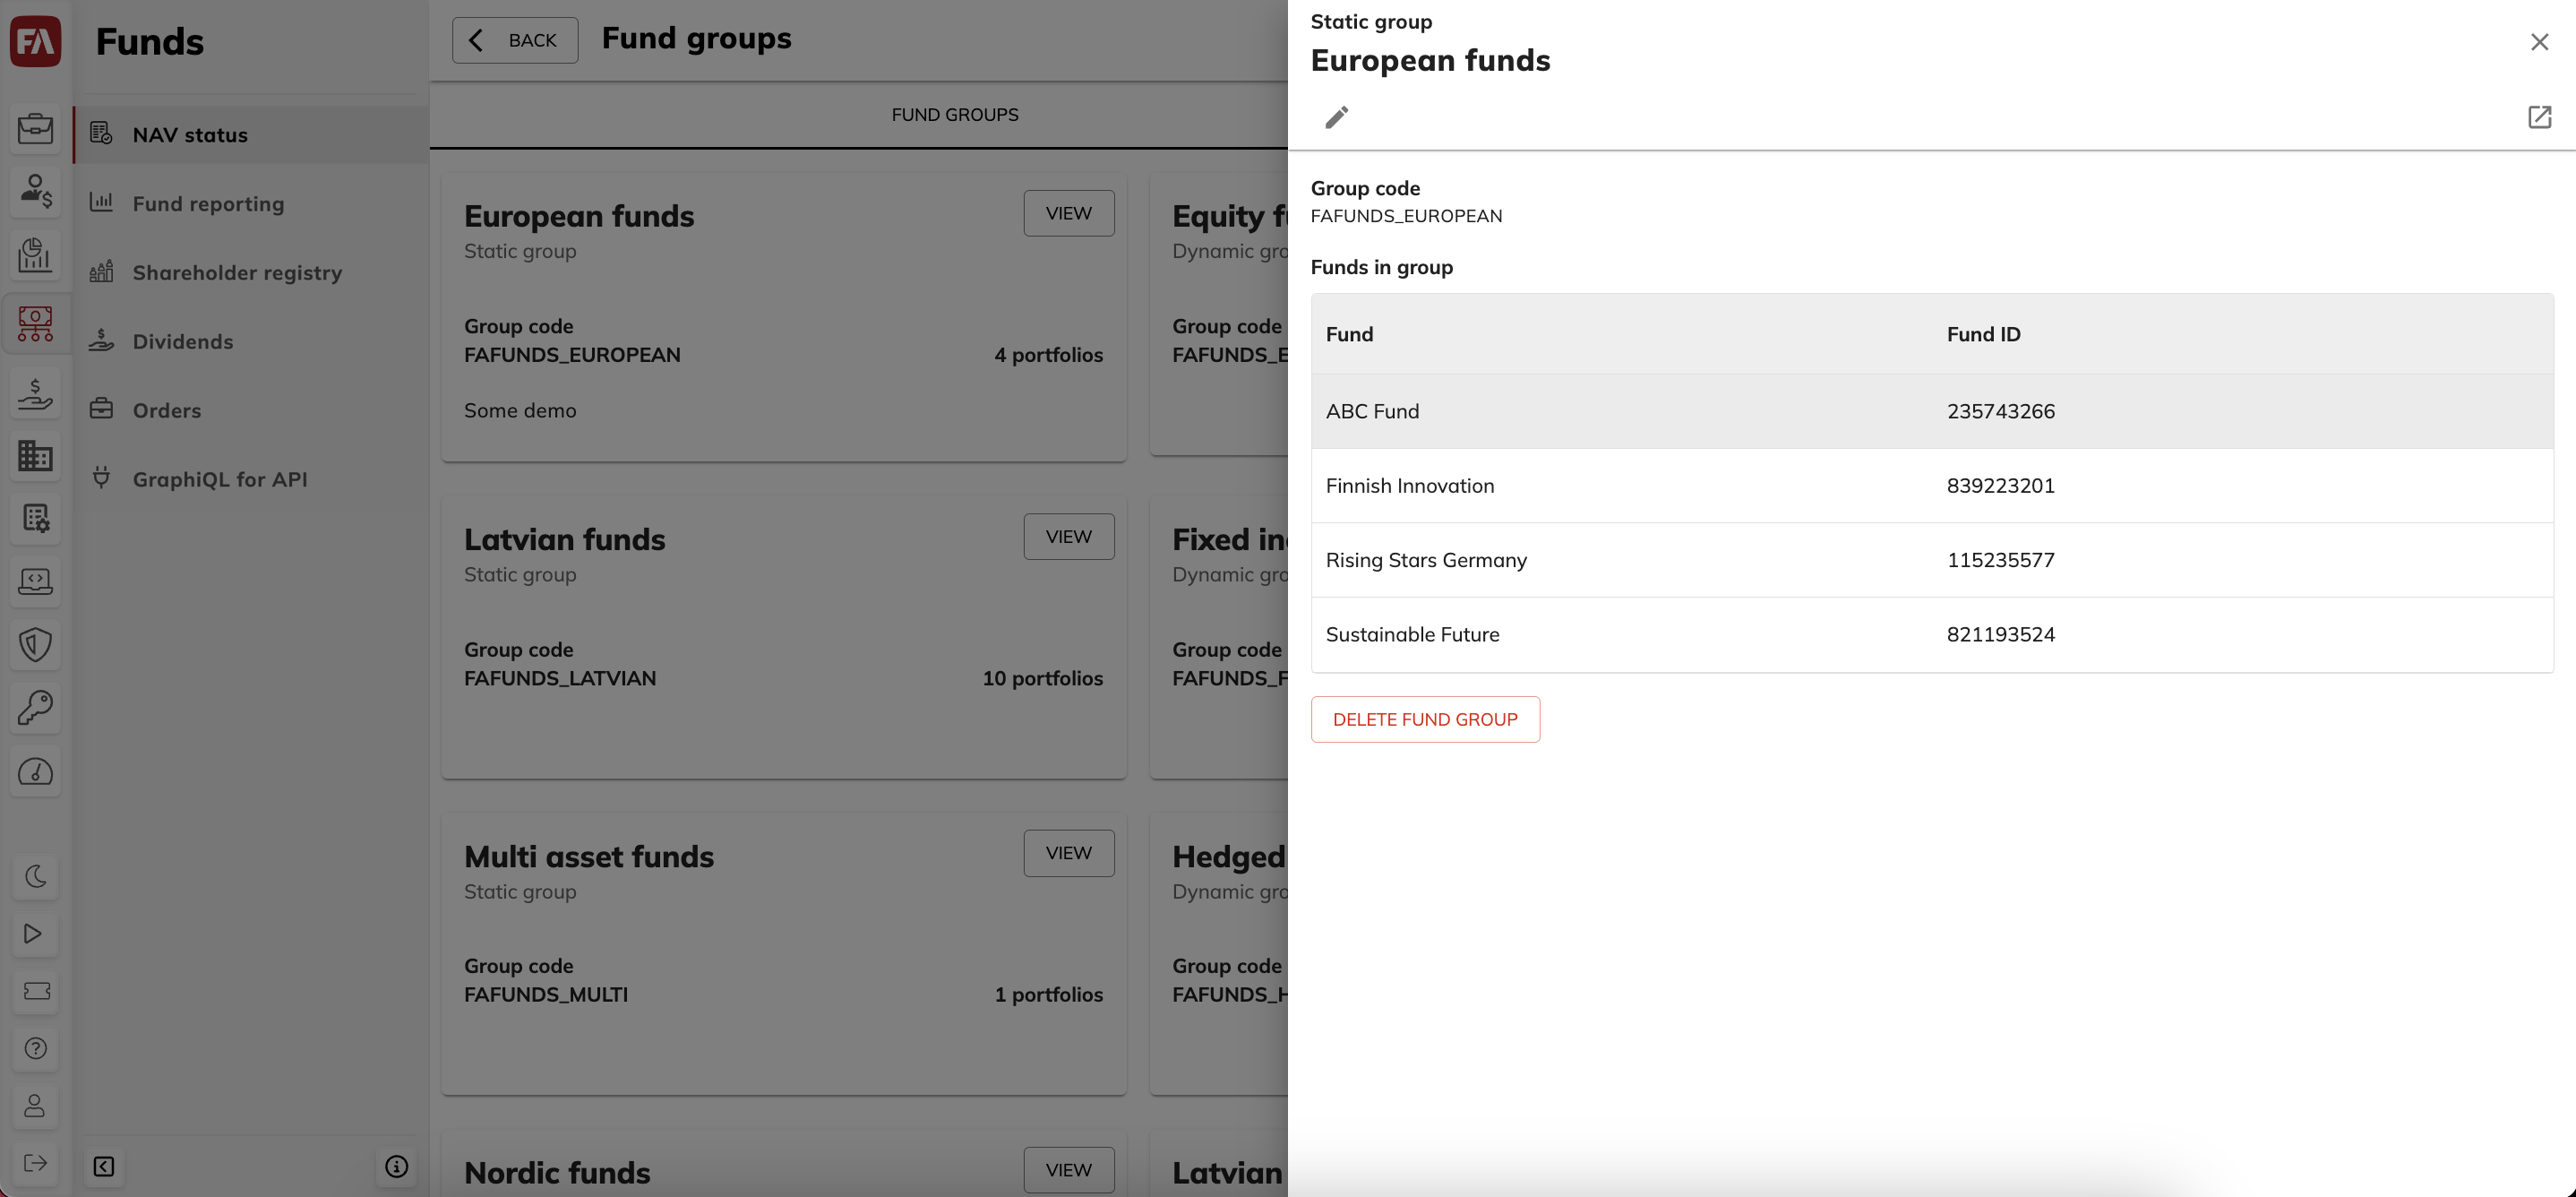 FA
Funds
NAV status
Fund reporting
Shareholder registry
Dividends
Orders
GraphiQL for API
BACK
Fund groups
FUND GROUPS
European funds
VIEW
Static group
Group code
FAFUNDS_EUROPEAN
4 portfolios
Some demo
Equity f
Dynamic gro
Group code
FAFUNDS_E
Latvian funds
VIEW
Static group
Group code
FAFUNDS_LATVIAN
10 portfolios
Fixed in
Dynamic gro
Group code
FAFUNDS_F
Multi asset funds
VIEW
Static group
Group code
FAFUNDS_MULTI
1 portfolios
Hedged
Dynamic gro
Group code
FAFUNDS_H
Nordic funds
VIEW
Latvian
Static group
European funds
Group code
FAFUNDS_EUROPEAN
Funds in group
Fund Fund ID
ABC Fund 235743266
Finnish Innovation 839223201
Rising Stars Germany 115235577
Sustainable Future 821193524
DELETE FUND GROUP